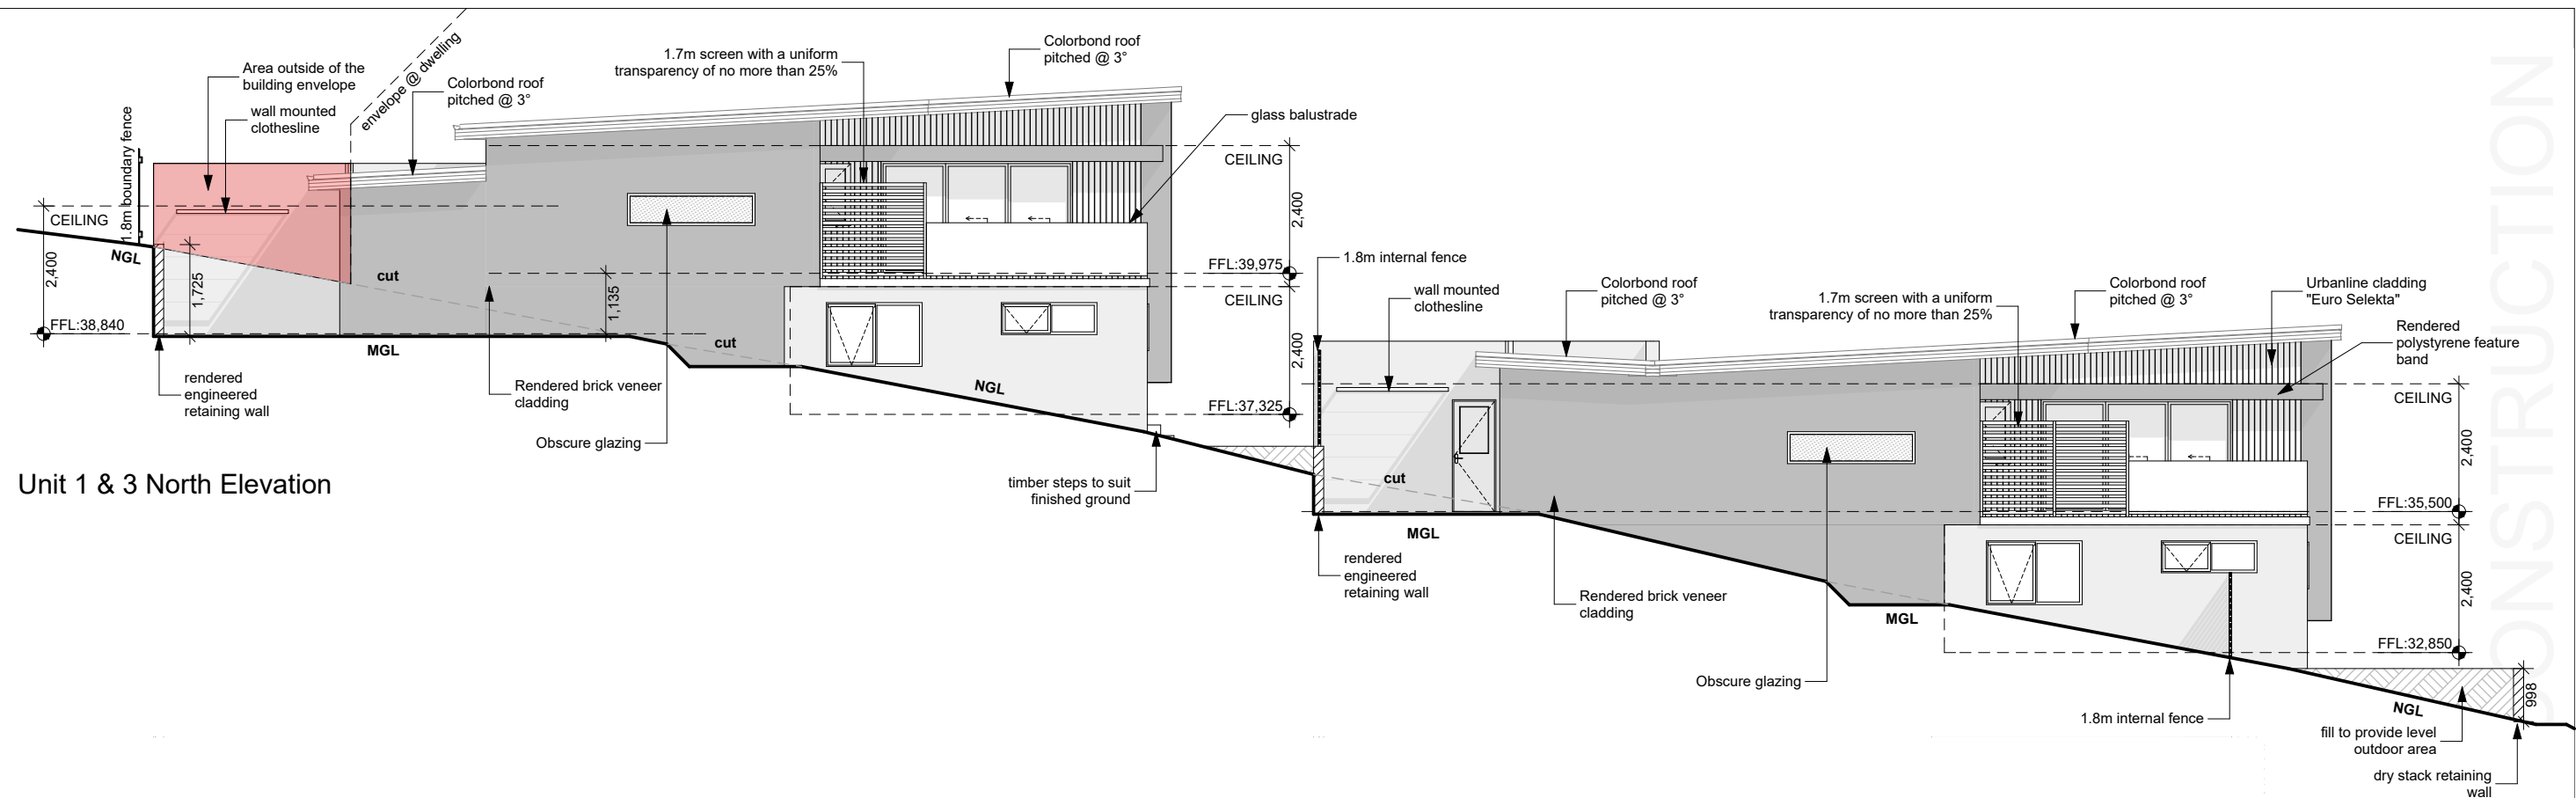 Area outside of the
building envelope
wall mounted
clothesline
1.8m boundary fence
envelope @ dwelling
Colorbond roof
pitched @ 3°
1.7m screen with a uniform
transparency of no more than 25%
Colorbond roof
pitched @ 3°
glass balustrade
CEILING
2,400
FFL:39,975
CEILING
2,400
FFL:37,325
CEILING
2,400
NGL
1,725
FFL:38,840
cut
1,135
MGL
cut
NGL
rendered
engineered
retaining wall
Rendered brick veneer
cladding
Obscure glazing
timber steps to suit
finished ground
Unit 1 & 3 North Elevation
1.8m internal fence
wall mounted
clothesline
Colorbond roof
pitched @ 3°
1.7m screen with a uniform
transparency of no more than 25%
Colorbond roof
pitched @ 3°
Urbanline cladding
"Euro Selekta"
Rendered
polystyrene feature
band
CEILING
2,400
FFL:35,500
CEILING
2,400
FFL:32,850
cut
MGL
rendered
engineered
retaining wall
Rendered brick veneer
cladding
MGL
Obscure glazing
1.8m internal fence
NGL
998
fill to provide level
outdoor area
dry stack retaining
wall
CONSTRUCTION